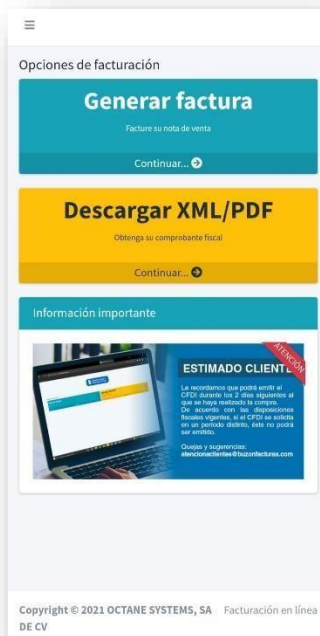 Opciones de facturación
Generar factura
Facture su nota de venta
Continuar...
Descargar XML/PDF
Obtenga su comprobante fiscal
Continuar...
Información importante
ATENCIÓN
ESTIMADO CLIENTE
Le recordamos que podrá emitir el
CFDI durante los 2 días siguientes al
que se haya realizado la compra.
De acuerdo con las disposiciones
fiscales vigentes, si el CFDI se solicita
en un periodo distinto, éste no podrá
ser emitido.
Quejas y sugerencias:
atencionaclientes@buzonfacturas.com
Copyright © 2021 OCTANE SYSTEMS, SA Facturación en línea
DE CV